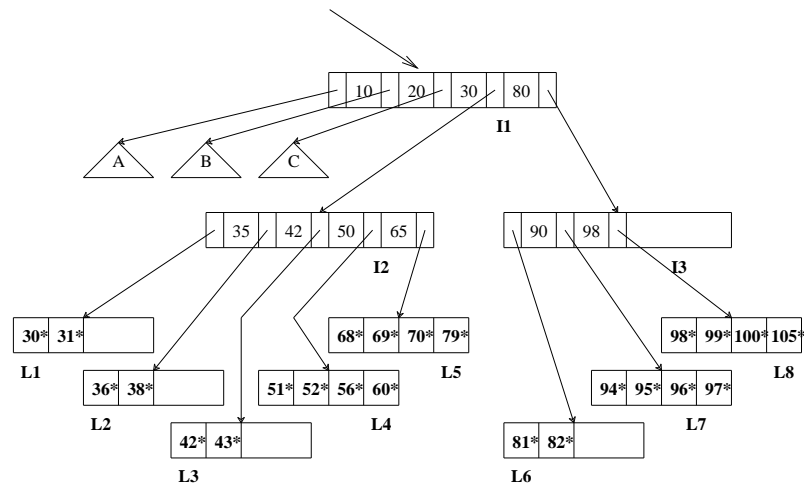 10 20 30 80
I1
A B C
35 42 50 65
90 98
I2
I3
30* 31*
68* 69* 70* 79*
98* 99* 100* 105*
L1
L5
L8
36* 38*
51* 52* 56* 60*
94* 95* 96* 97*
L2
L4
L7
42* 43*
81* 82*
L3
L6